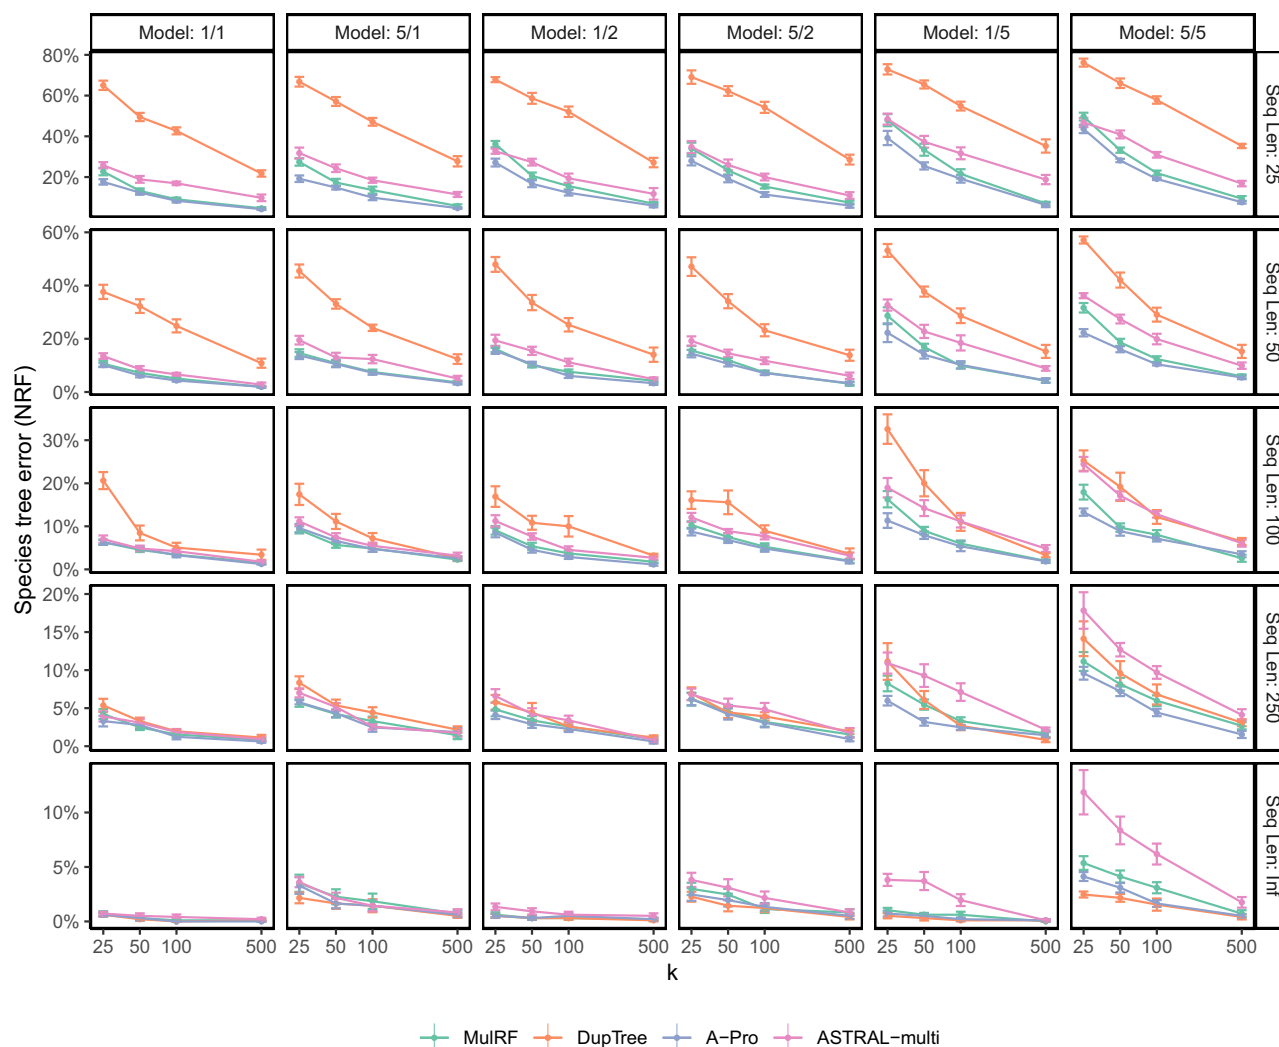 Model: 1/1
Model: 5/1
Model: 1/2
Model: 5/2
Model: 1/5
Model: 5/5
80%
60%
40%
20%
Seq Len: 25
60%
40%
20%
0%
Seq Len: 50
30%
20%
10%
0%
Seq Len: 100
20%
15%
10%
5%
0%
Seq Len: 250
10%
5%
0%
Seq Len: Inf
Species tree error (NRF)
25 50 100 500
25 50 100 500
25 50 100 500
25 50 100 500
25 50 100 500
25 50 100 500
k
MulRF
DupTree
A−Pro
ASTRAL−multi